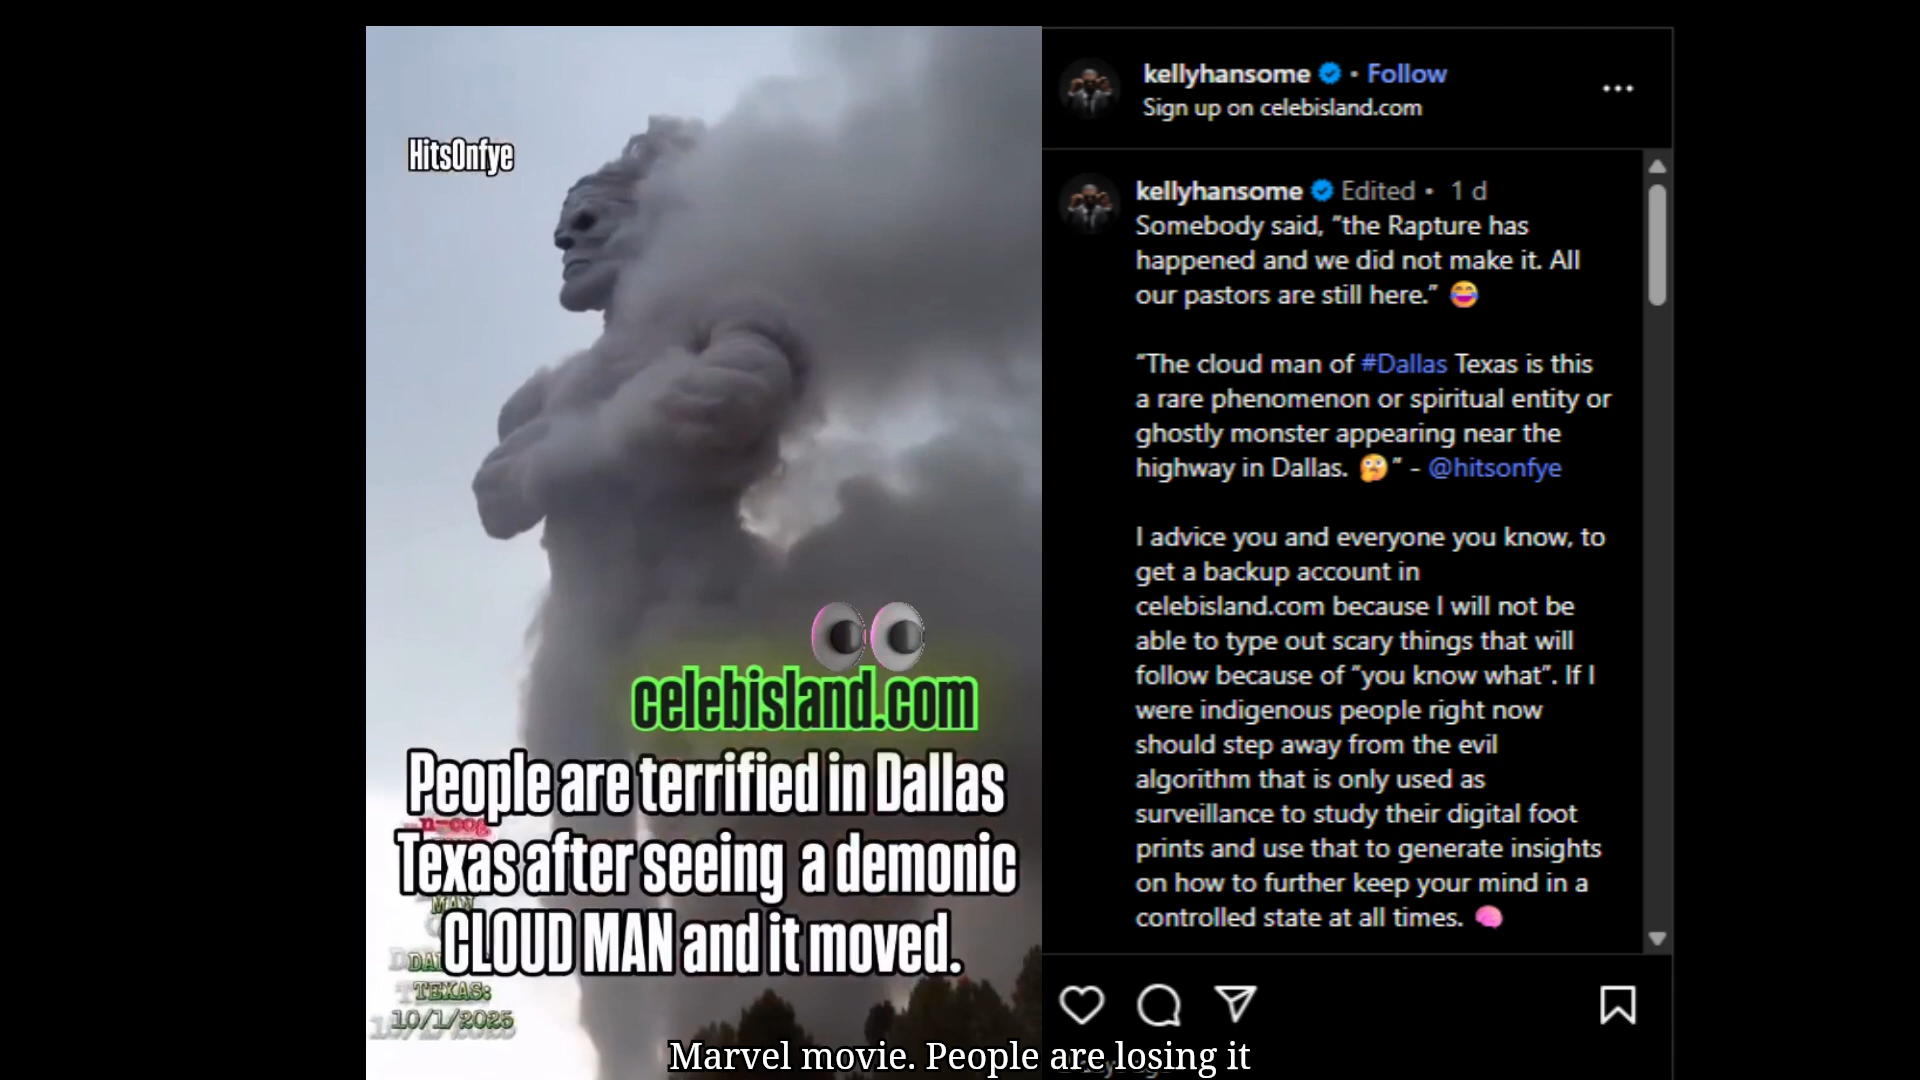 HitsOnfye
celebisland.com
People are terrified in Dallas
Texas after seeing a demonic
CLOUD MAN and it moved.
MAN
TEXAS:
10/1/2025
kellyhansome • Follow
Sign up on celebisland.com
kellyhansome Edited • 1 d
Somebody said, "the Rapture has
happened and we did not make it. All
our pastors are still here." 😂
"The cloud man of #Dallas Texas is this
a rare phenomenon or spiritual entity or
ghostly monster appearing near the
highway in Dallas. 🫣" - @hitsonfye
I advice you and everyone you know, to
get a backup account in
celebisland.com because I will not be
able to type out scary things that will
follow because of "you know what". If I
were indigenous people right now
should step away from the evil
algorithm that is only used as
surveillance to study their digital foot
prints and use that to generate insights
on how to further keep your mind in a
controlled state at all times. 🧠
Marvel movie. People are losing it